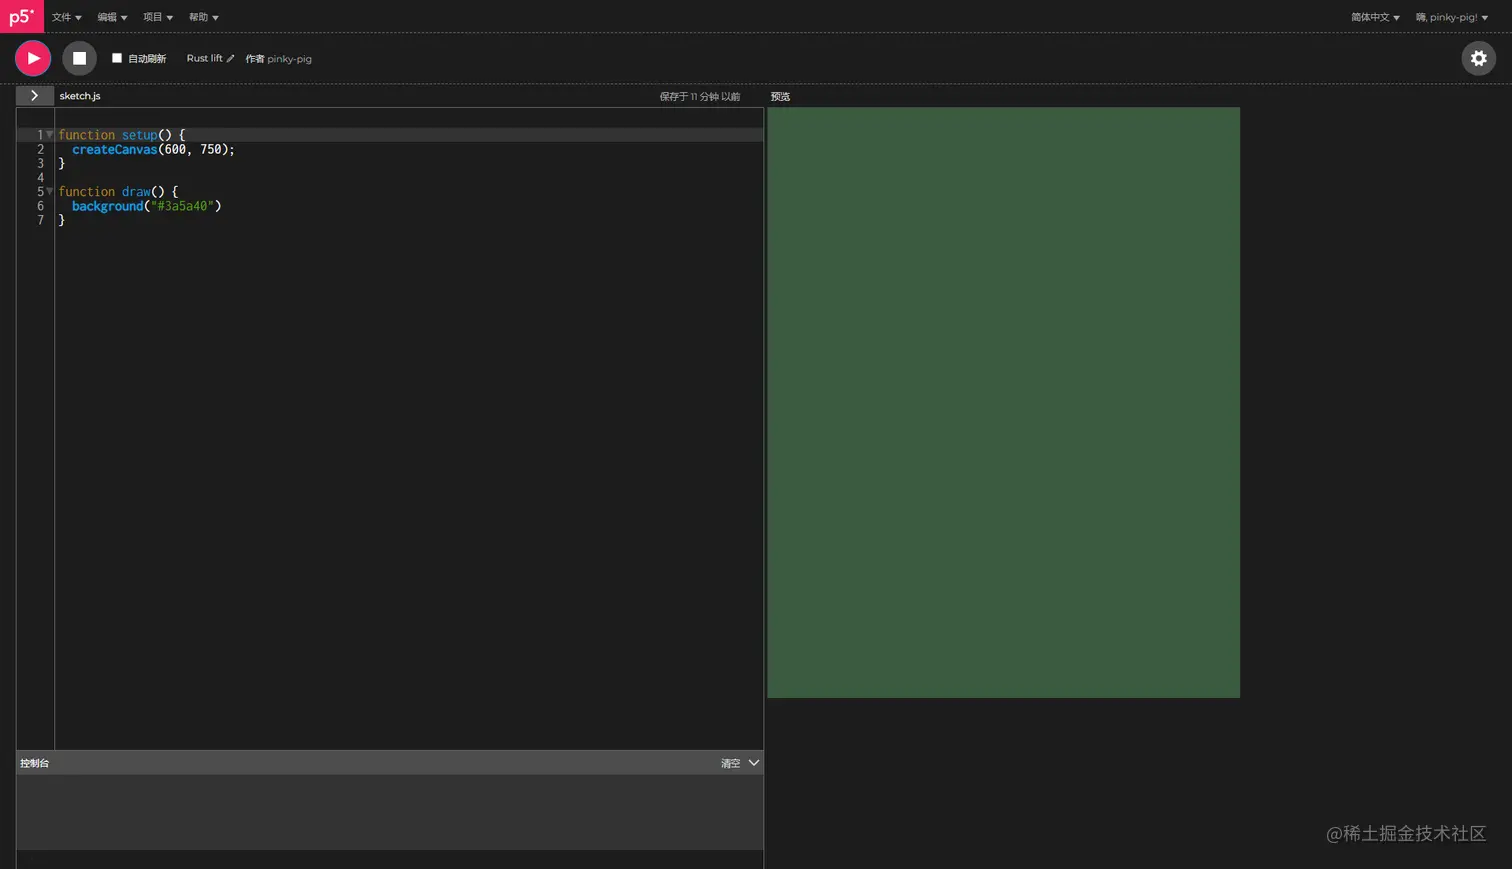 p5*
文件 编辑 项目 帮助 简体中文 嗨, pinky-pig!
自动刷新 Rust lift 作者 pinky-pig
sketch.js 保存于 11 分钟 以前 预览
1 function setup() {
2 createCanvas(600, 750);
3 }
4
5 function draw() {
6 background("#3a5a40")
7 }
控制台 清空
@稀土掘金技术社区